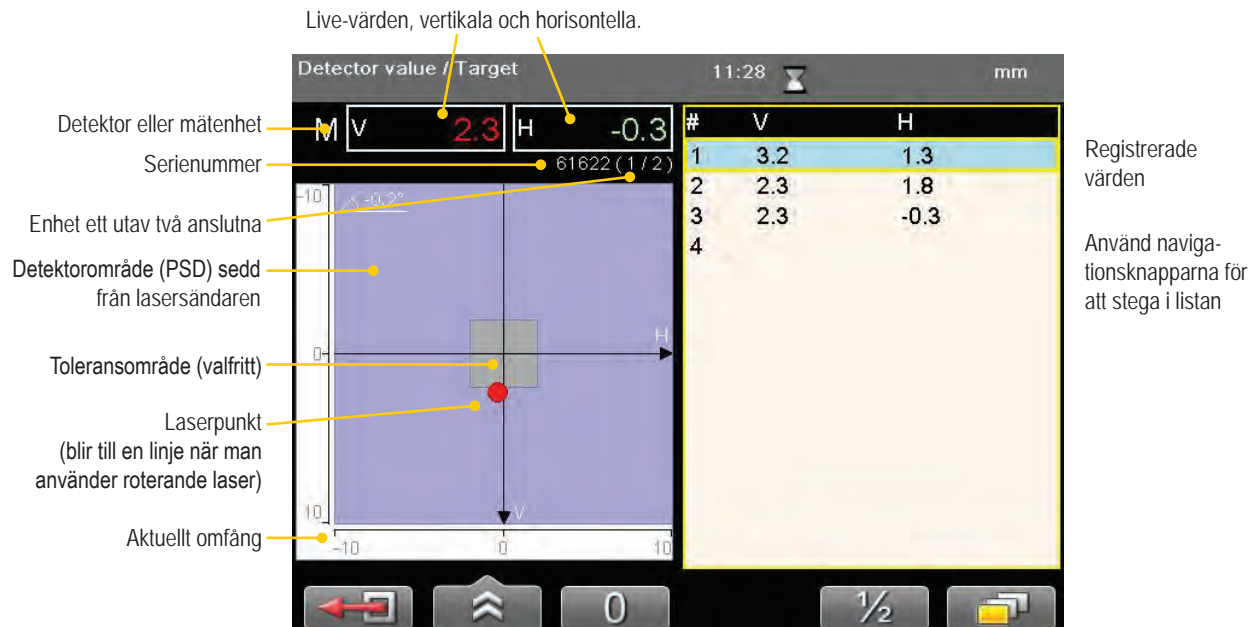 Live-värden, vertikala och horisontella.
Detector value / Target
11:28
mm
Detektor eller mätenhet
M
V
2.3
H
-0.3
Serienummer
61622 ( 1 / 2 )
Enhet ett utav två anslutna
Detektorområde (PSD) sedd
från lasersändaren
Toleransområde (valfritt)
Laserpunkt
(blir till en linje när man
använder roterande laser)
Aktuellt omfång
-10
-0.2°
0
H
10
V
-10
0
10
# V H
1 3.2 1.3
2 2.3 1.8
3 2.3 -0.3
4
Registrerade
värden
Använd naviga-
tionsknapparna för
att stega i listan
0
½